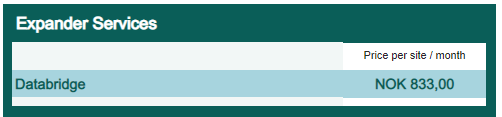 Expander Services
Price per site / month
Databridge NOK 833,00